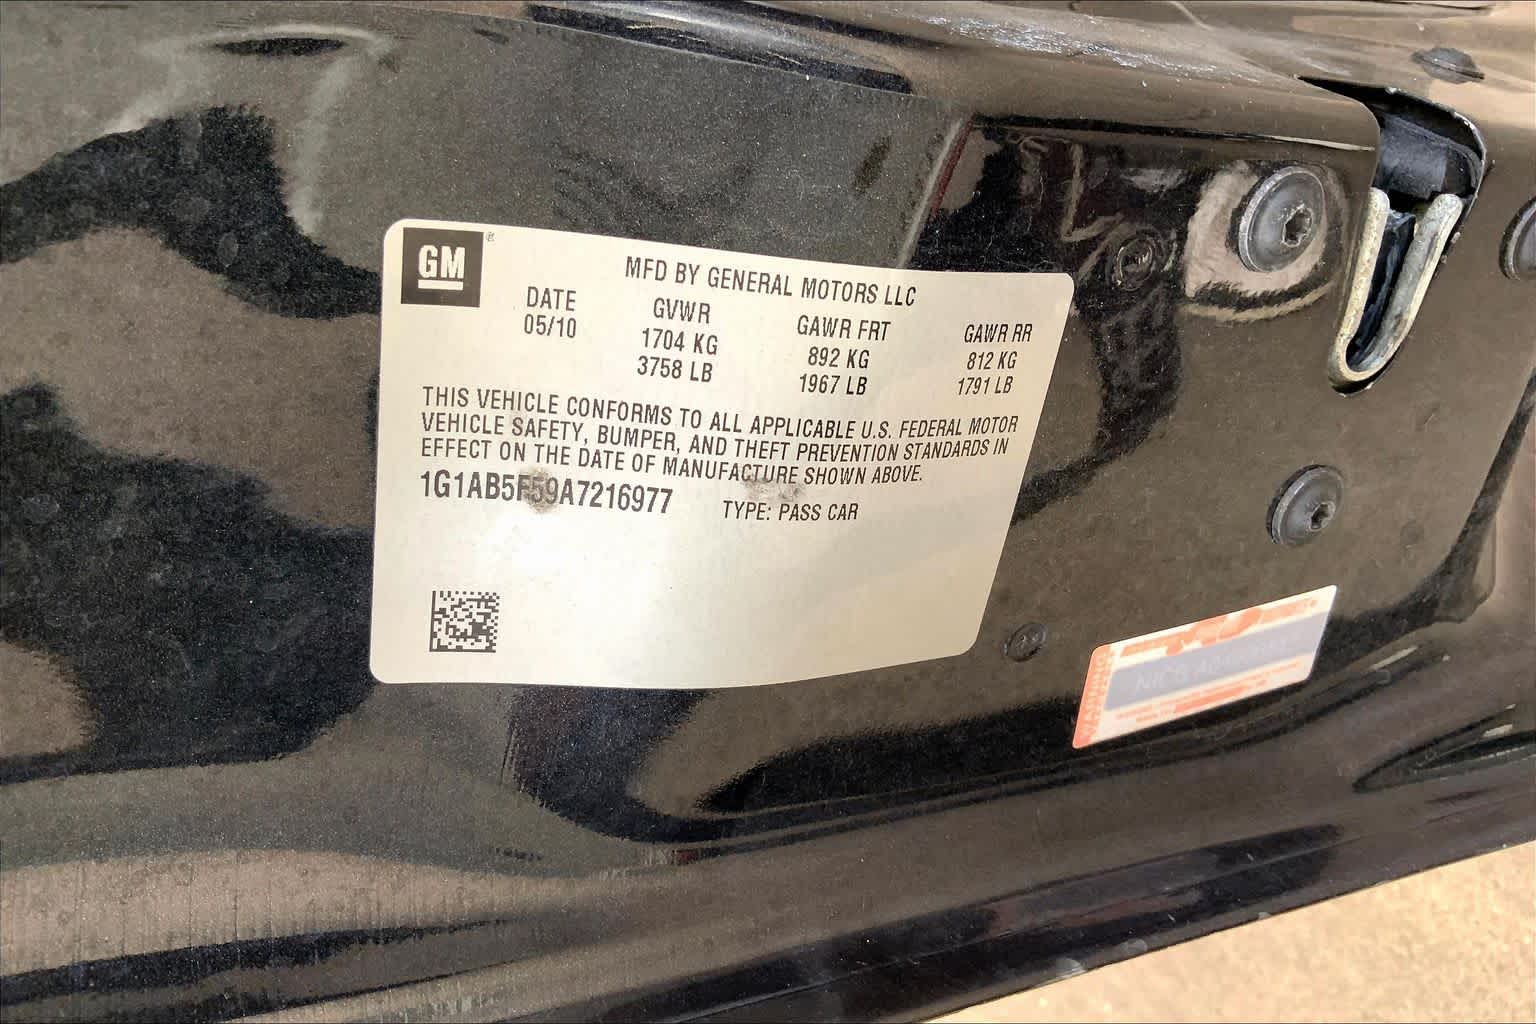 GM
MFD BY GENERAL MOTORS LLC
DATE GVWR GAWR FRT GAWR RR
05/10 1704 KG 892 KG 812 KG
3758 LB 1967 LB 1791 LB
THIS VEHICLE CONFORMS TO ALL APPLICABLE U.S. FEDERAL MOTOR
VEHICLE SAFETY, BUMPER, AND THEFT PREVENTION STANDARDS IN
EFFECT ON THE DATE OF MANUFACTURE SHOWN ABOVE.
1G1AB5F59A7216977 TYPE: PASS CAR
WARNING